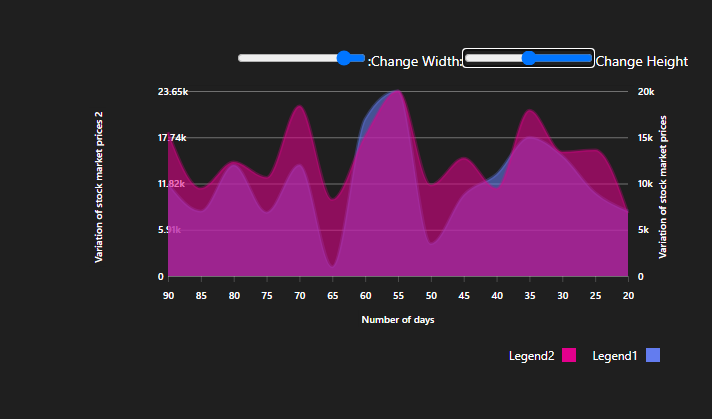 :Change Width:
Change Height
23.65k
17.74k
11.82k
5.91k
0
Variation of stock market prices 2
20k
15k
10k
5k
0
Variation of stock market prices
90 85 80 75 70 65 60 55 50 45 40 35 30 25 20
Number of days
Legend2 Legend1